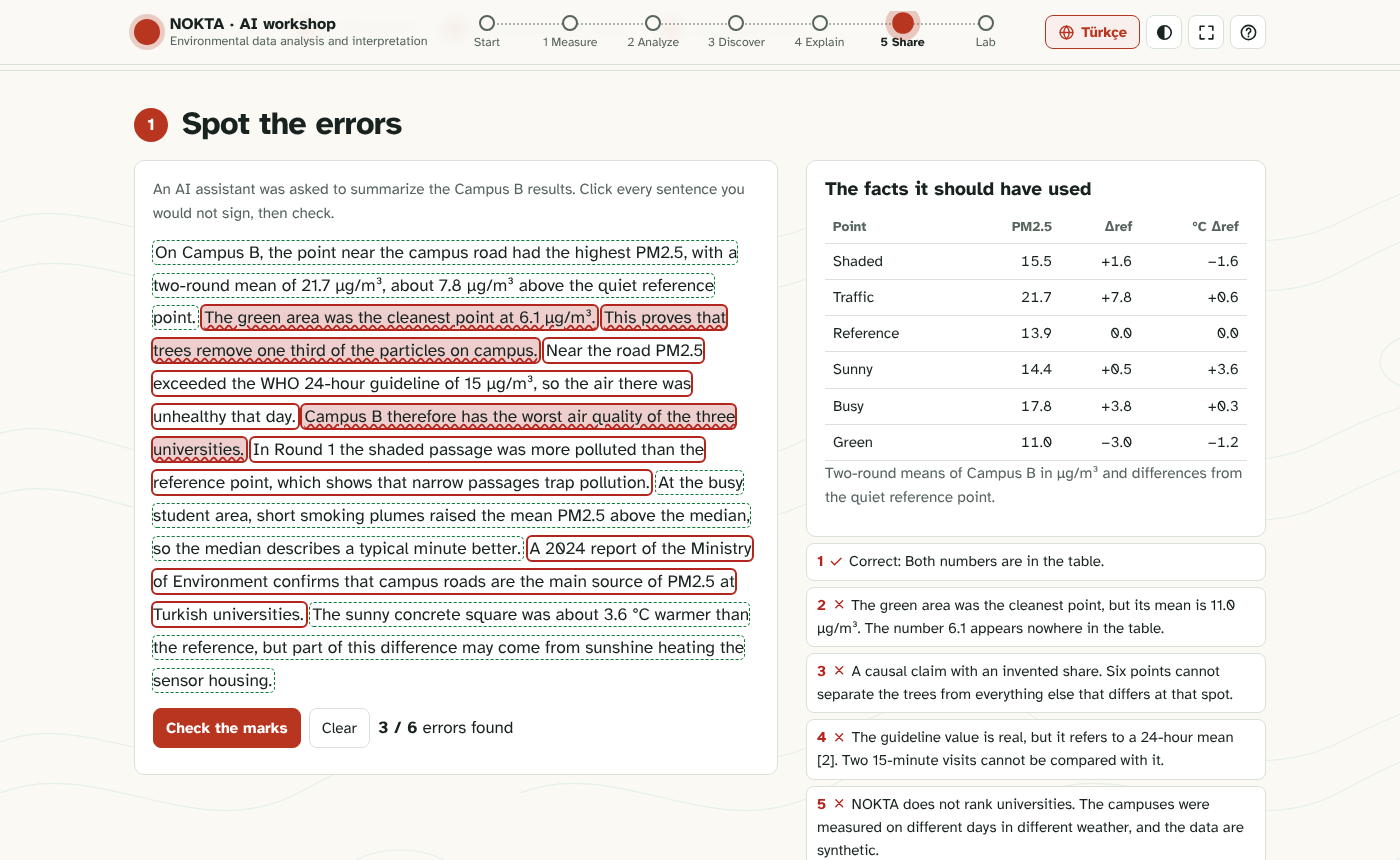 NOKTA · AI workshop
Environmental data analysis and interpretation
Start
1 Measure
2 Analyze
3 Discover
4 Explain
5 Share
Lab
Türkçe
1
Spot the errors
An AI assistant was asked to summarize the Campus B results. Click every sentence you
would not sign, then check.
On Campus B, the point near the campus road had the highest PM2.5, with a
two-round mean of 21.7 µg/m³, about 7.8 µg/m³ above the quiet reference
point. The green area was the cleanest point at 6.1 µg/m³. This proves that
trees remove one third of the particles on campus. Near the road PM2.5
exceeded the WHO 24-hour guideline of 15 µg/m³, so the air there was
unhealthy that day. Campus B therefore has the worst air quality of the three
universities. In Round 1 the shaded passage was more polluted than the
reference point, which shows that narrow passages trap pollution. At the busy
student area, short smoking plumes raised the mean PM2.5 above the median,
so the median describes a typical minute better. A 2024 report of the Ministry
of Environment confirms that campus roads are the main source of PM2.5 at
Turkish universities. The sunny concrete square was about 3.6 °C warmer than
the reference, but part of this difference may come from sunshine heating the
sensor housing.
Check the marks
Clear
3 / 6 errors found
The facts it should have used
Point PM2.5 Δref °C Δref
Shaded 15.5 +1.6 −1.6
Traffic 21.7 +7.8 +0.6
Reference 13.9 0.0 0.0
Sunny 14.4 +0.5 +3.6
Busy 17.8 +3.8 +0.3
Green 11.0 −3.0 −1.2
Two-round means of Campus B in µg/m³ and differences from
the quiet reference point.
1 ✓ Correct: Both numbers are in the table.
2 ✕ The green area was the cleanest point, but its mean is 11.0
µg/m³. The number 6.1 appears nowhere in the table.
3 ✕ A causal claim with an invented share. Six points cannot
separate the trees from everything else that differs at that spot.
4 ✕ The guideline value is real, but it refers to a 24-hour mean
[2]. Two 15-minute visits cannot be compared with it.
5 ✕ NOKTA does not rank universities. The campuses were
measured on different days in different weather, and the data are
synthetic.